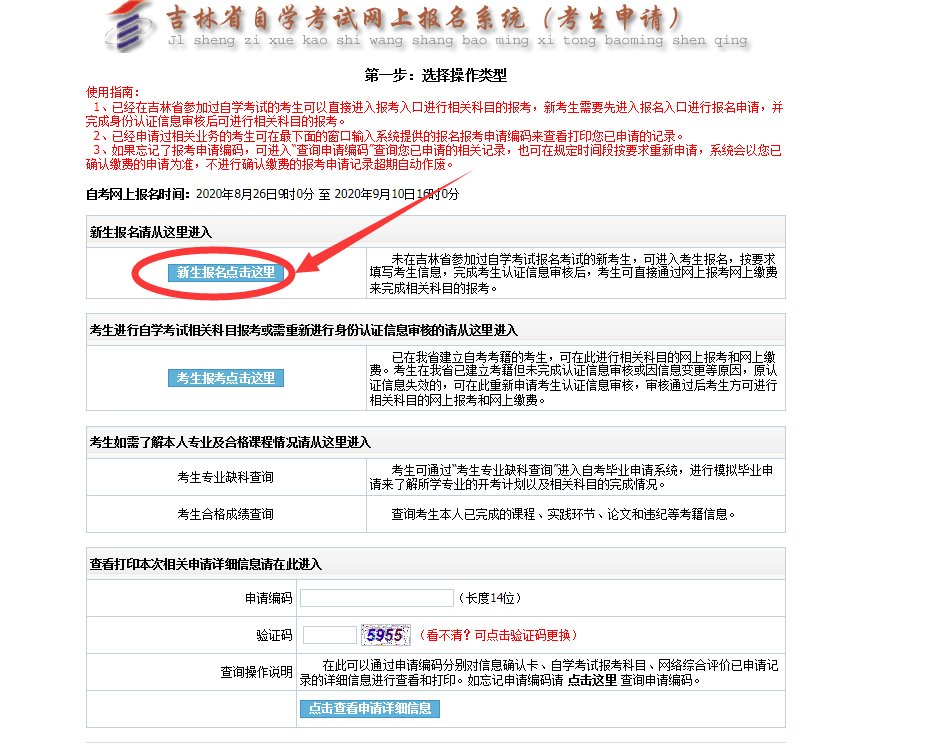 吉林省自学考试网上报名系统（考生申请）
Jl sheng zi xue kao shi wang shang bao ming xi tong baoming shen qing
第一步：选择操作类型
使用指南：
1、已经在吉林省参加过自学考试的考生可以直接进入报考入口进行相关科目的报考，新考生需要先进入报名入口进行报名申请，并
完成身份认证信息审核后可进行相关科目的报考。
2、已经申请过相关业务的考生可在最下面的窗口输入系统提供的报名报考申请编码来查看打印您已申请的记录。
3、如果忘记了报考申请编码，可进入"查询申请编码"查询您已申请的相关记录，也可在规定时间段按要求重新申请，系统会以您已
确认缴费的申请为准，不进行确认缴费的报考申请记录超期自动作废。
自考网上报名时间：2020年8月26日9时0分 至 2020年9月10日16时0分
新生报名请从这里进入
新生报名点击这里
未在吉林省参加过自学考试报名考试的新考生，可进入考生报名，按要求
填写考生信息，完成考生认证信息审核后，考生可直接通过网上报考网上缴费
来完成相关科目的报考。
考生进行自学考试相关科目报考或需重新进行身份认证信息审核的请从这里进入
考生报考点击这里
已在我省建立自考考籍的考生，可在此进行相关科目的网上报考和网上缴
费。考生在我省已建立考籍但未完成认证信息审核或因信息变更等原因，原认
证信息失效的，可在此重新申请考生认证信息审核，审核通过后考生方可进行
相关科目的网上报考和网上缴费。
考生如需了解本人专业及合格课程情况请从这里进入
考生专业缺科查询
考生可通过"考生专业缺科查询"进入自考毕业申请系统，进行模拟毕业申
请来了解所学专业的开考计划以及相关科目的完成情况。
考生合格成绩查询
查询考生本人已完成的课程、实践环节、论文和违纪等考籍信息。
查看打印本次相关申请详细信息请在此进入
申请编码
（长度14位）
验证码
5955
（看不清？可点击验证码更换）
查询操作说明
在此可以通过申请编码分别对信息确认卡、自学考试报考科目、网络综合评价已申请记
录的详细信息进行查看和打印。如忘记申请编码请 点击这里 查询申请编码。
点击查看申请详细信息